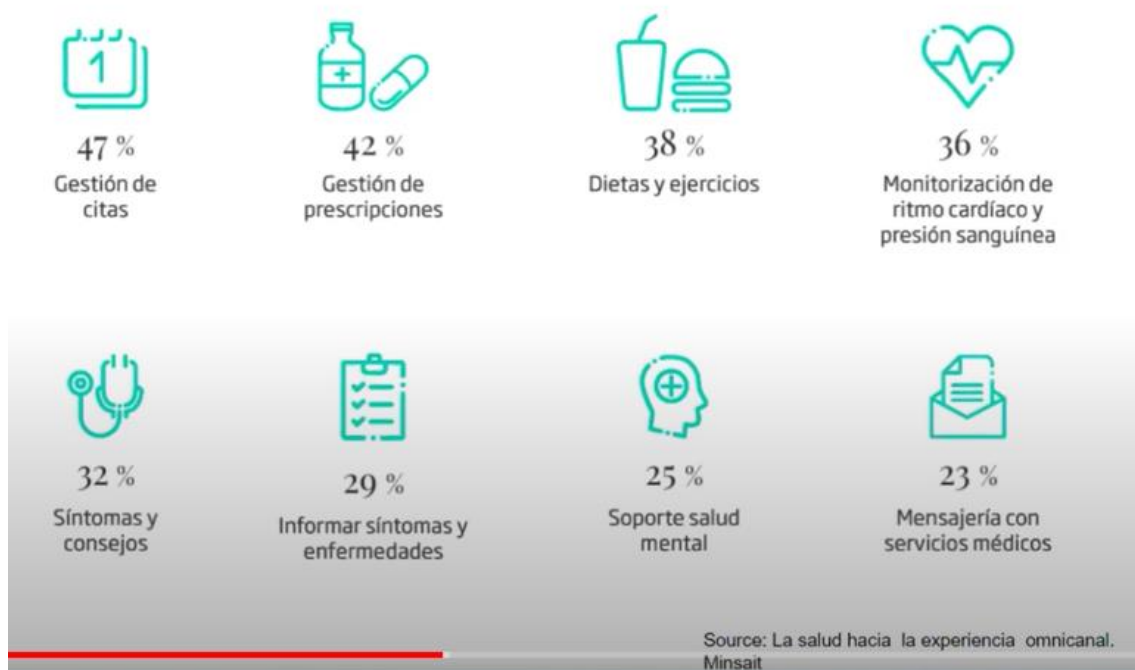 1
47 %
Gestión de
citas
42 %
Gestión de
prescripciones
38 %
Dietas y ejercicios
36 %
Monitorización de
ritmo cardíaco y
presión sanguínea
32 %
Síntomas y
consejos
29 %
Informar síntomas y
enfermedades
25 %
Soporte salud
mental
23 %
Mensajería con
servicios médicos
Source: La salud hacia la experiencia omnicanal.
Minsait